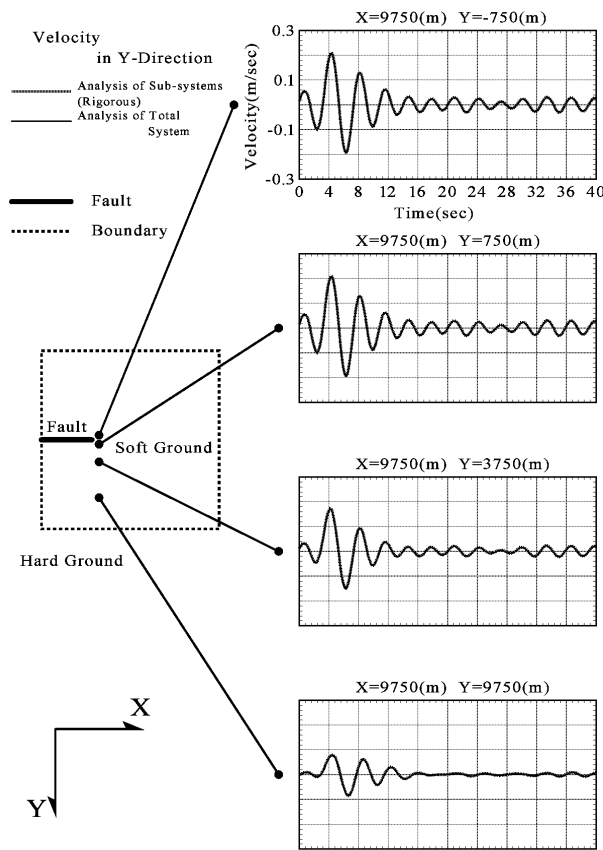 Velocity
in Y-Direction
Analysis of Sub-systems
(Rigorous)
Analysis of Total
System
Fault
Boundary
Fault
Soft Ground
Hard Ground
X
Y
X=9750(m) Y=-750(m)
Velocity(m/sec)
0.3
0.1
-0.1
-0.3
0 4 8 12 16 20 24 28 32 36 40
Time(sec)
X=9750(m) Y=750(m)
X=9750(m) Y=3750(m)
X=9750(m) Y=9750(m)